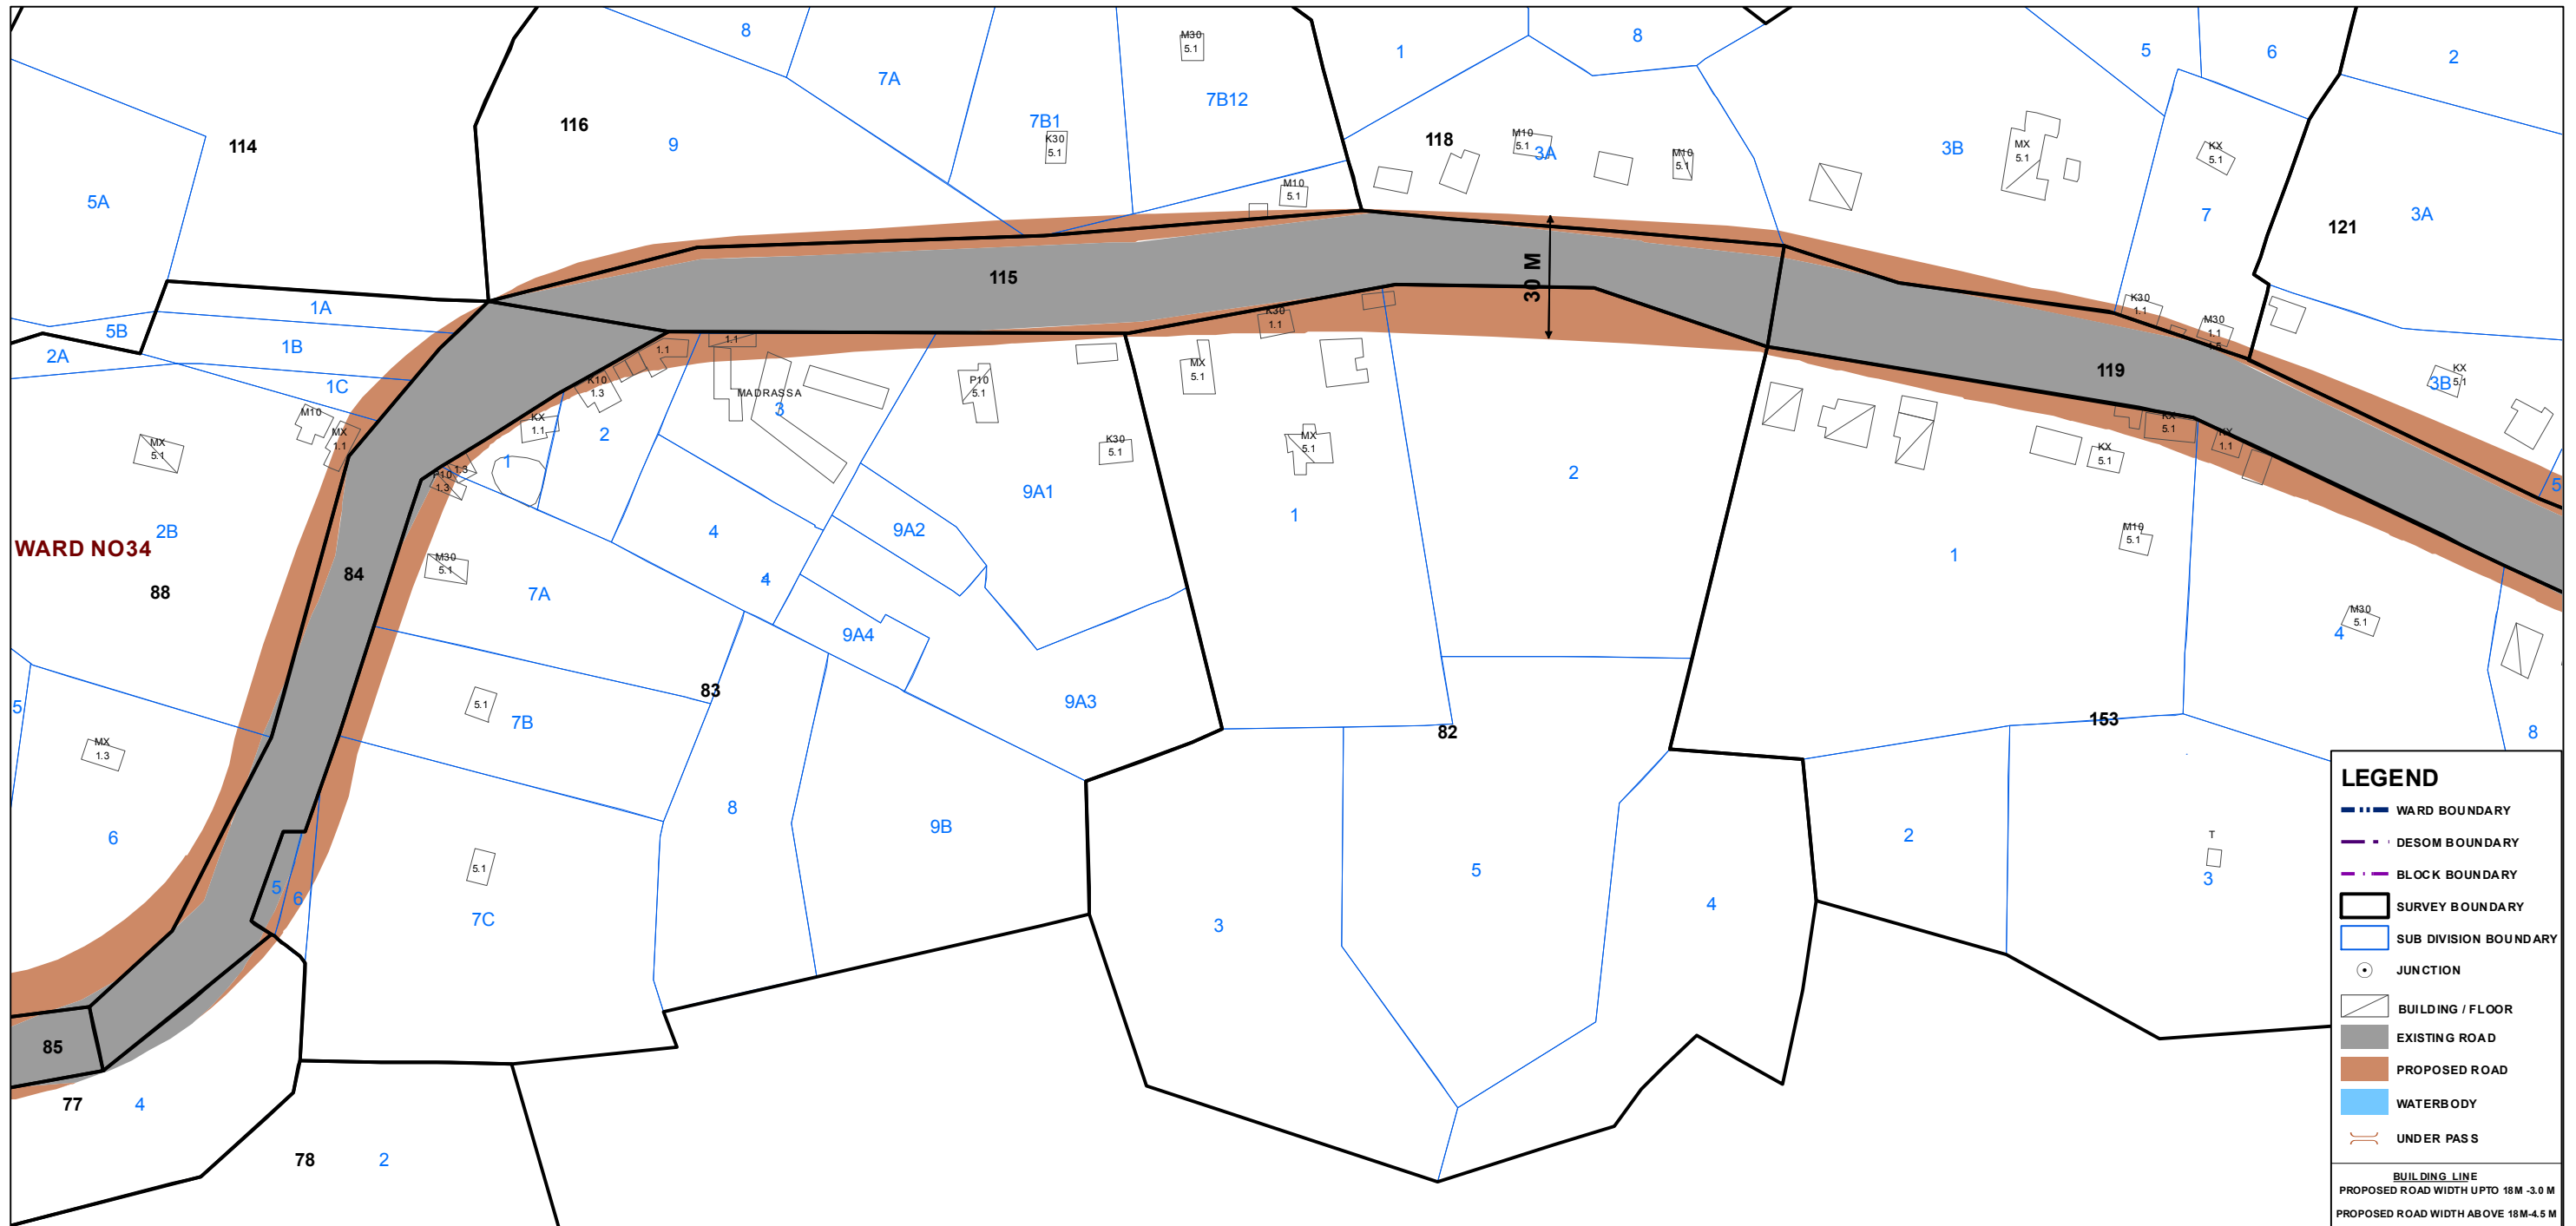 8
7A
M30
5.1
7B12
1
8
5
6
2
114
116
9
7B1
K30
5.1
118
M10
5.1
3A
M10
5.1
3B
MX
5.1
KX
5.1
7
121
3A
5A
M10
5.1
115
30 M
1A
5B
1B
2A
1C
K30
1.1
M30
1.1
1.5
119
K30
1.1
1.1
1.1
K10
1.3
MADRASSA
3
P10
5.1
MX
5.1
KX
5.1
3B
M10
MX
1.1
KX
1.1
2
MX
5.1
K30
5.1
MX
5.1
KX
5.1
KX
1.1
KX
5.1
1
1.3
P10
1.3
9A1
2
1
5
WARD NO34
2B
88
84
M30
5.1
7A
4
4
9A2
1
M10
5.1
9A4
M30
5.1
4
83
9A3
5.1
7B
5
82
153
8
MX
1.3
6
8
9B
2
T
3
5
6
5.1
7C
3
5
4
85
77
4
78
2
LEGEND
WARD BOUNDARY
DESOM BOUNDARY
BLOCK BOUNDARY
SURVEY BOUNDARY
SUB DIVISION BOUNDARY
JUNCTION
BUILDING / FLOOR
EXISTING ROAD
PROPOSED ROAD
WATERBODY
UNDER PASS
BUILDING LINE
PROPOSED ROAD WIDTH UPTO 18M -3.0 M
PROPOSED ROAD WIDTH ABOVE 18M-4.5 M